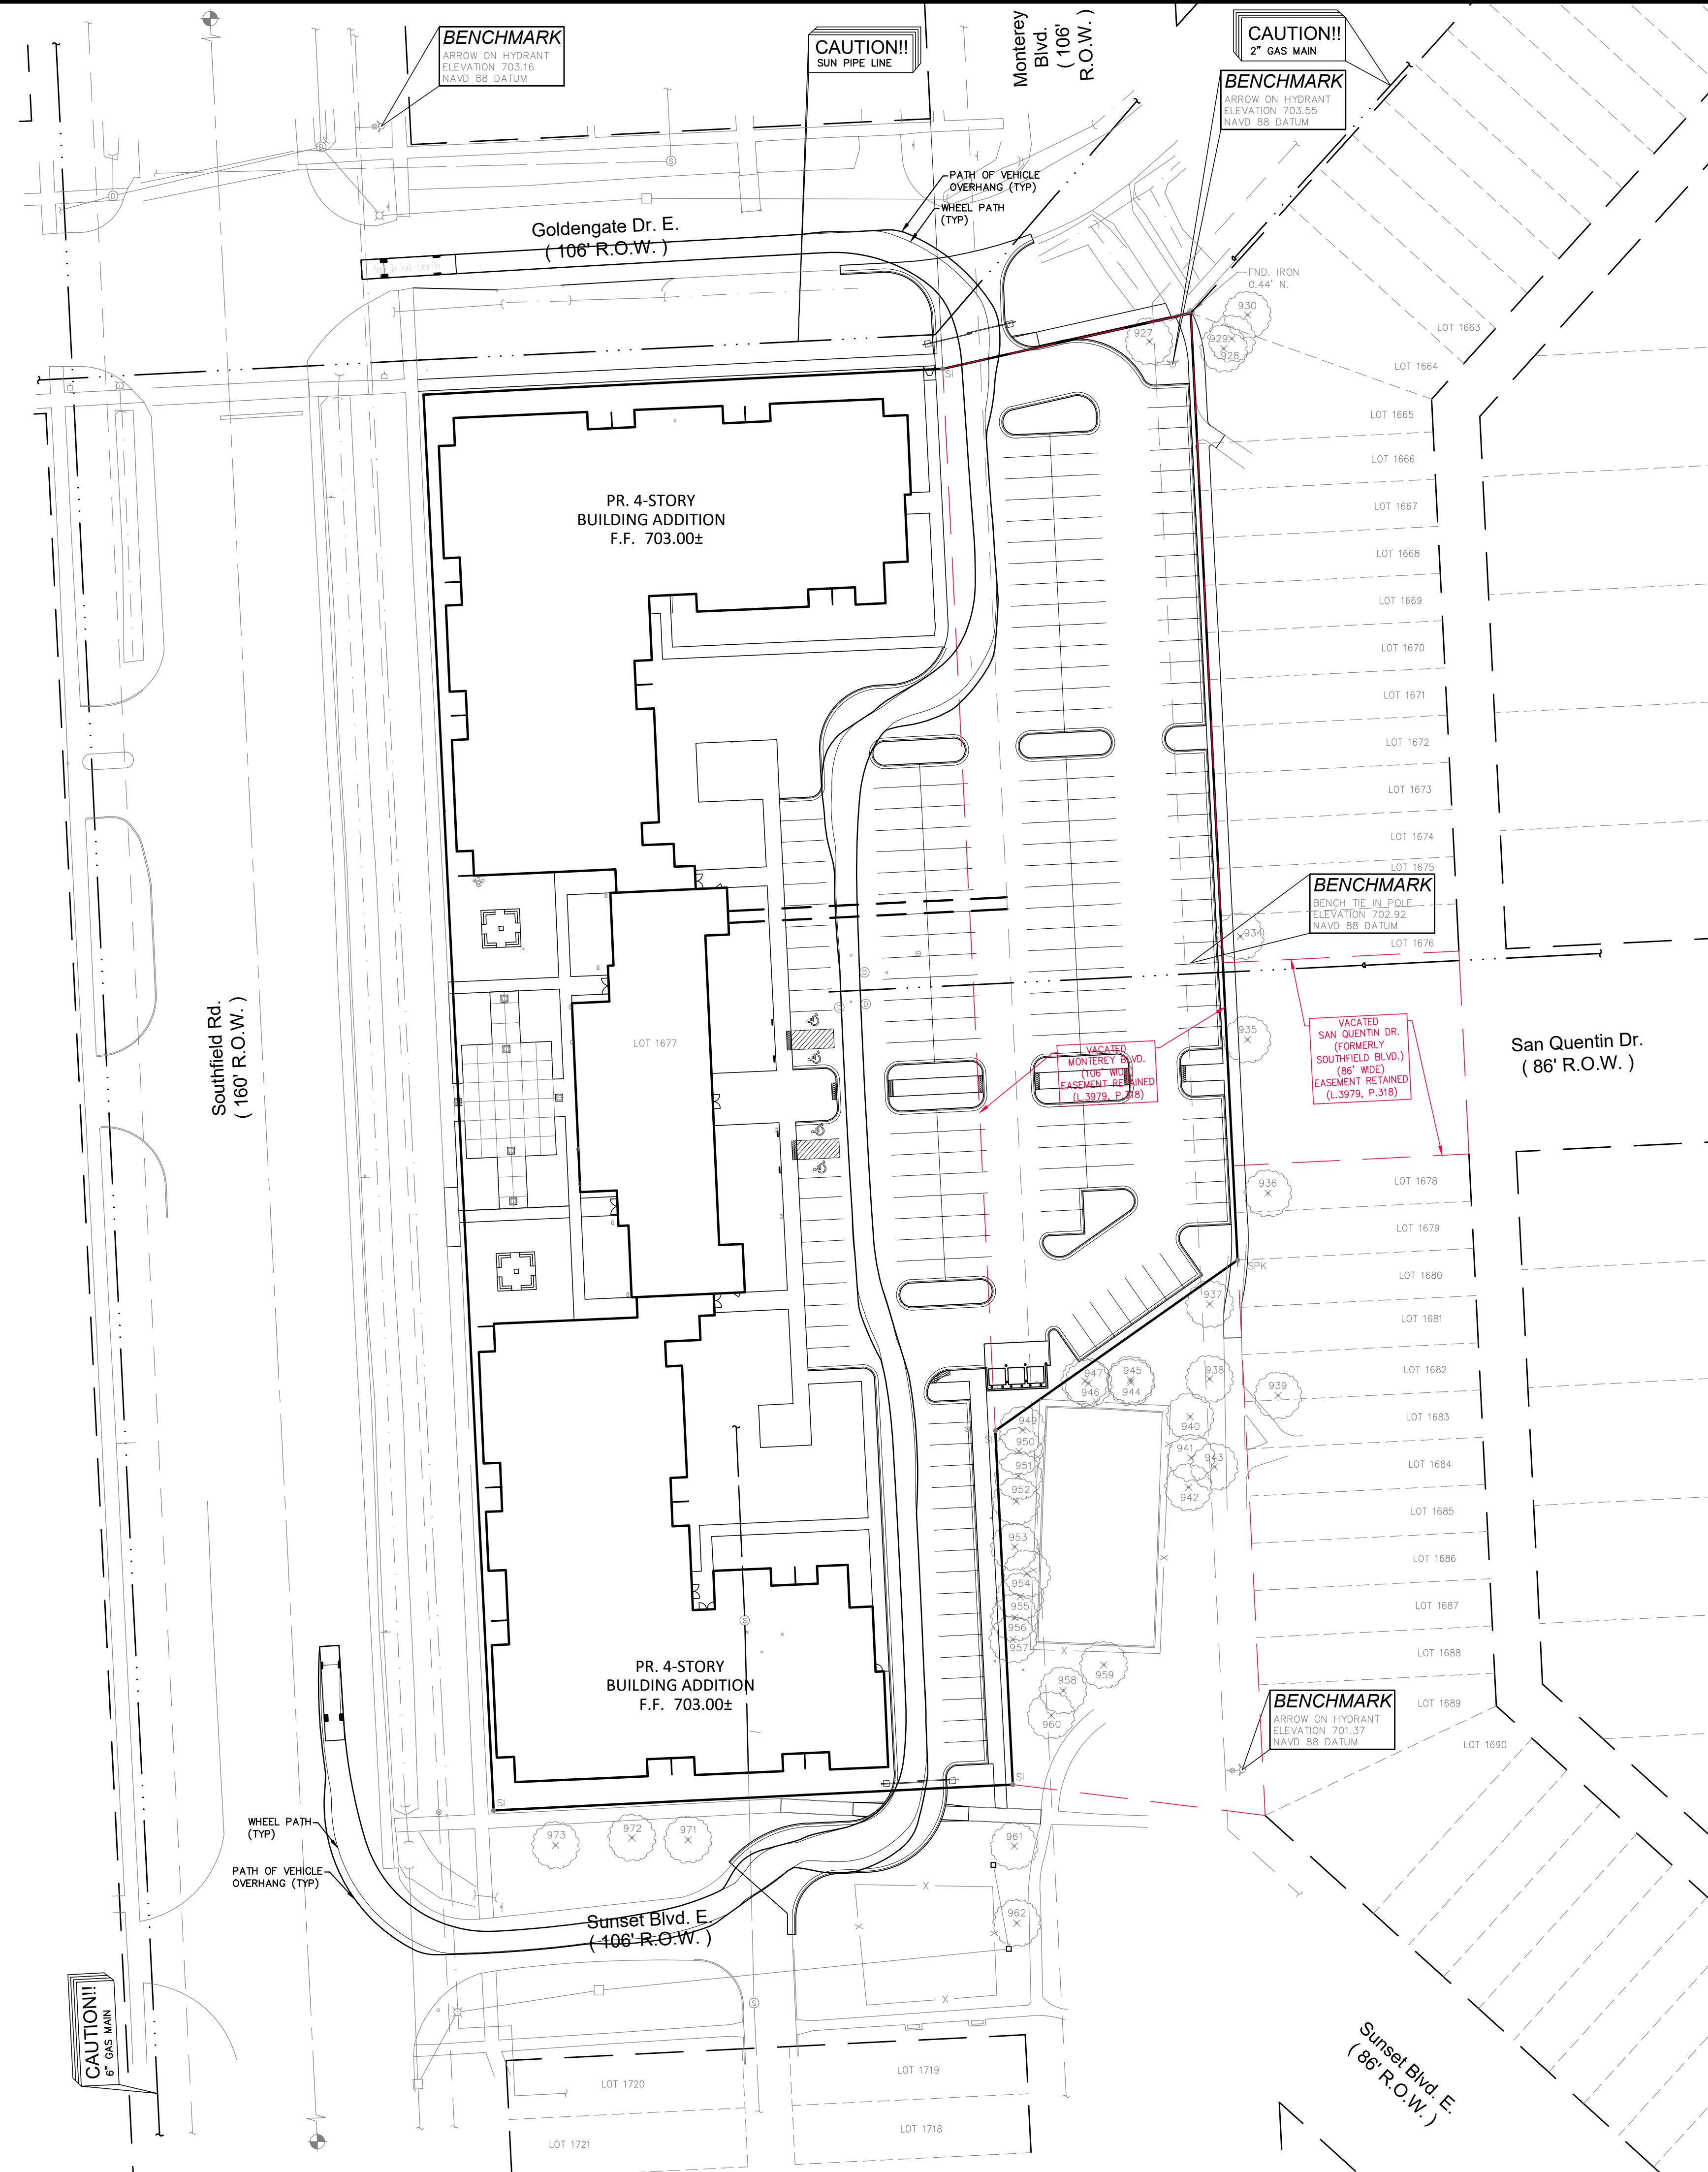 BENCHMARK
ARROW ON HYDRANT
ELEVATION 703.16
NAVD 88 DATUM
CAUTION!!
SUN PIPE LINE
Monterey
Blvd.
( 106'
R.O.W. )
CAUTION!!
2" GAS MAIN
BENCHMARK
ARROW ON HYDRANT
ELEVATION 703.55
NAVD 88 DATUM
D
D
S
PATH OF VEHICLE
OVERHANG (TYP)
WHEEL PATH
(TYP)
Goldengate Dr. E.
( 106' R.O.W. )
FND. IRON
0.44' N.
930
927
929
928
LOT 1663
LOT 1664
SI
LOT 1665
LOT 1666
PR. 4-STORY
BUILDING ADDITION
F.F. 703.00±
LOT 1667
LOT 1668
LOT 1669
LOT 1670
LOT 1671
LOT 1672
LOT 1673
LOT 1674
LOT 1675
BENCHMARK
BENCH TIE IN POLE
ELEVATION 702.92
NAVD 88 DATUM
934
LOT 1676
D
D
D
Southfield Rd.
( 160' R.O.W. )
LOT 1677
935
VACATED
MONTEREY BLVD.
(106' WIDE)
EASEMENT RETAINED
(L.3979, P.318)
VACATED
SAN QUENTIN DR.
(FORMERLY
SOUTHFIELD BLVD.)
(86' WIDE)
EASEMENT RETAINED
(L.3979, P.318)
San Quentin Dr.
( 86' R.O.W. )
936
LOT 1678
LOT 1679
SPK
LOT 1680
937
LOT 1681
LOT 1682
947
946
945
944
938
939
LOT 1683
949
940
SI
950
941
943
951
LOT 1684
952
942
LOT 1685
953
LOT 1686
954
955
LOT 1687
956
S
957
LOT 1688
959
PR. 4-STORY
BUILDING ADDITION
F.F. 703.00±
958
960
LOT 1689
BENCHMARK
ARROW ON HYDRANT
ELEVATION 701.37
NAVD 88 DATUM
LOT 1690
SI
SI
WHEEL PATH
(TYP)
973
972
971
961
PATH OF VEHICLE
OVERHANG (TYP)
Sunset Blvd. E.
( 106' R.O.W. )
962
CAUTION!!
6" GAS MAIN
S
LOT 1720
LOT 1719
LOT 1721
LOT 1718
Sunset Blvd. E.
( 86' R.O.W. )